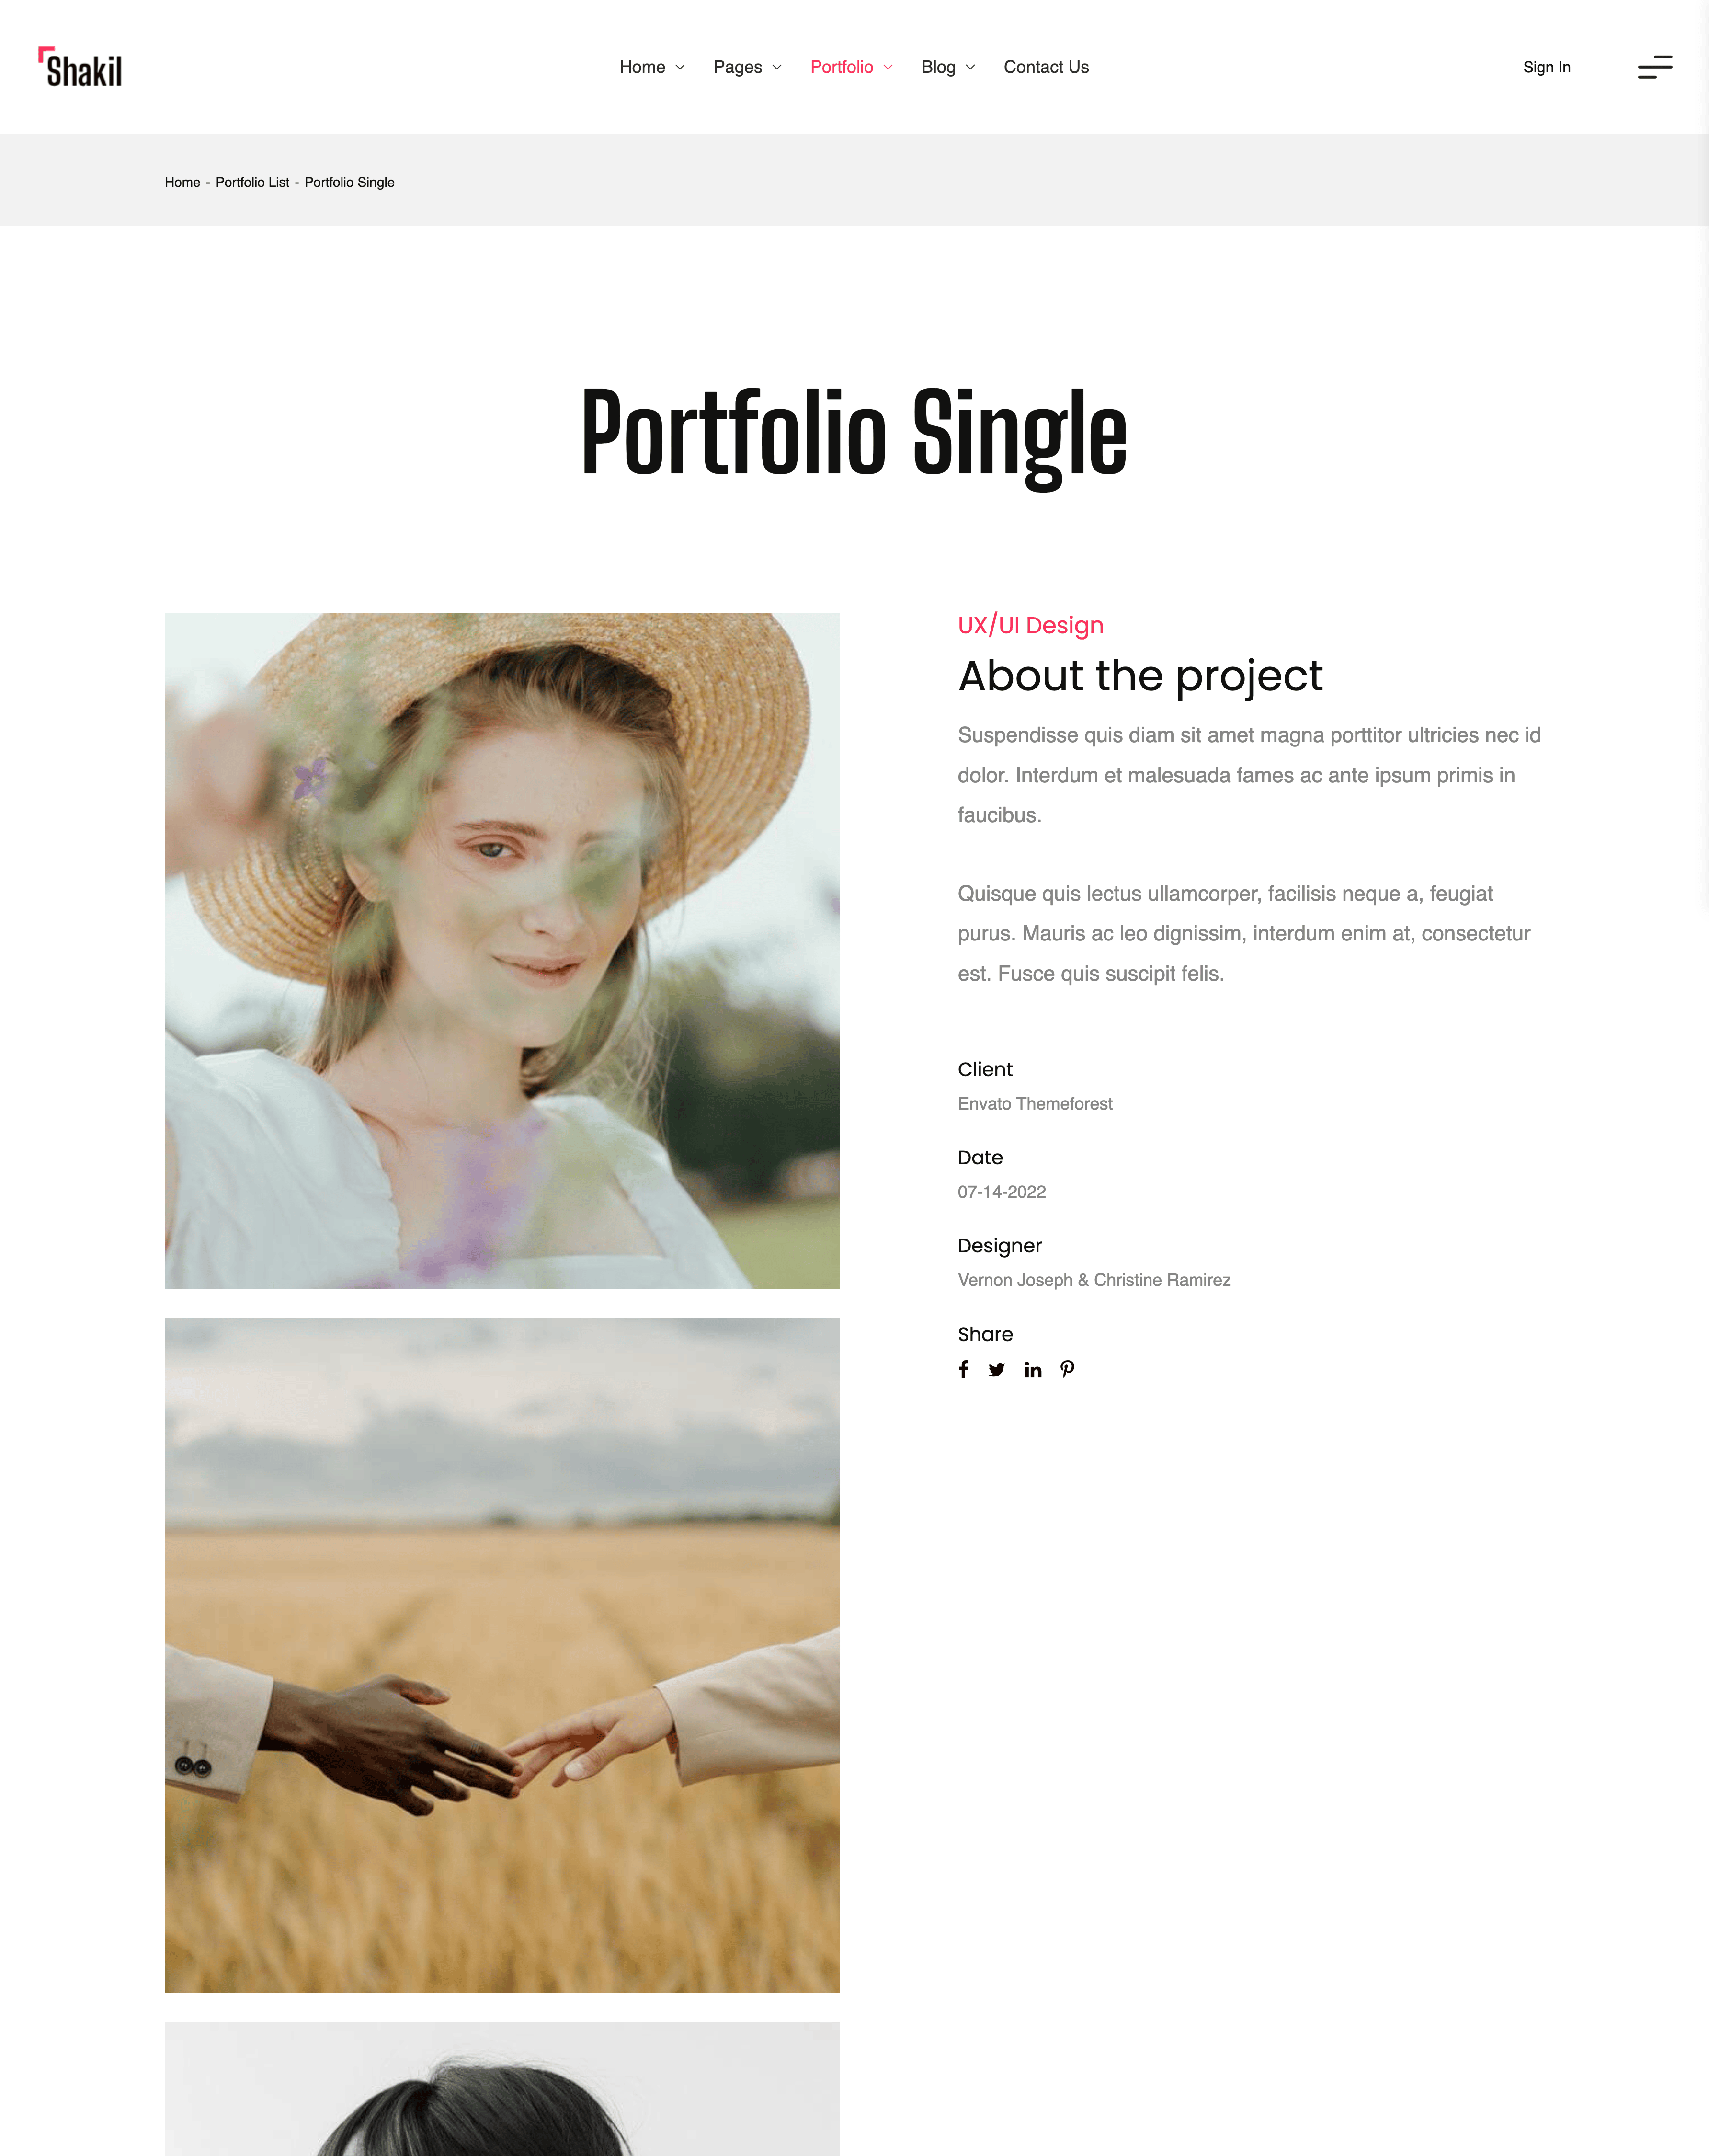 Shakil
Home
Pages
Portfolio
Blog
Contact Us
Sign In
Home - Portfolio List - Portfolio Single
Portfolio Single
UX/UI Design
About the project
Suspendisse quis diam sit amet magna porttitor ultricies nec id
dolor. Interdum et malesuada fames ac ante ipsum primis in
faucibus.
Quisque quis lectus ullamcorper, facilisis neque a, feugiat
purus. Mauris ac leo dignissim, interdum enim at, consectetur
est. Fusce quis suscipit felis.
Client
Envato Themeforest
Date
07-14-2022
Designer
Vernon Joseph & Christine Ramirez
Share